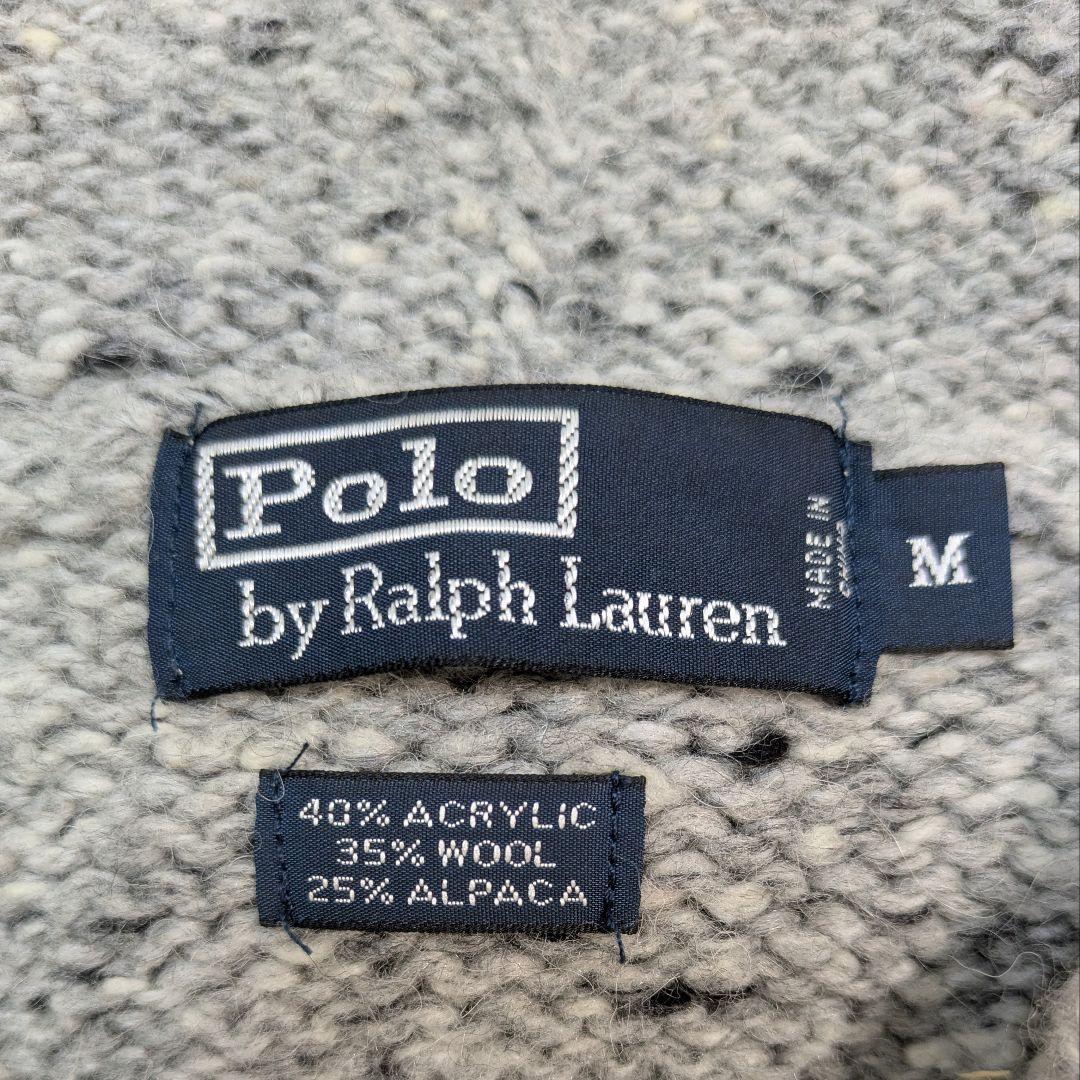 Polo
by Ralph Lauren
MADE IN
M
40% ACRYLIC
35% WOOL
25% ALPACA